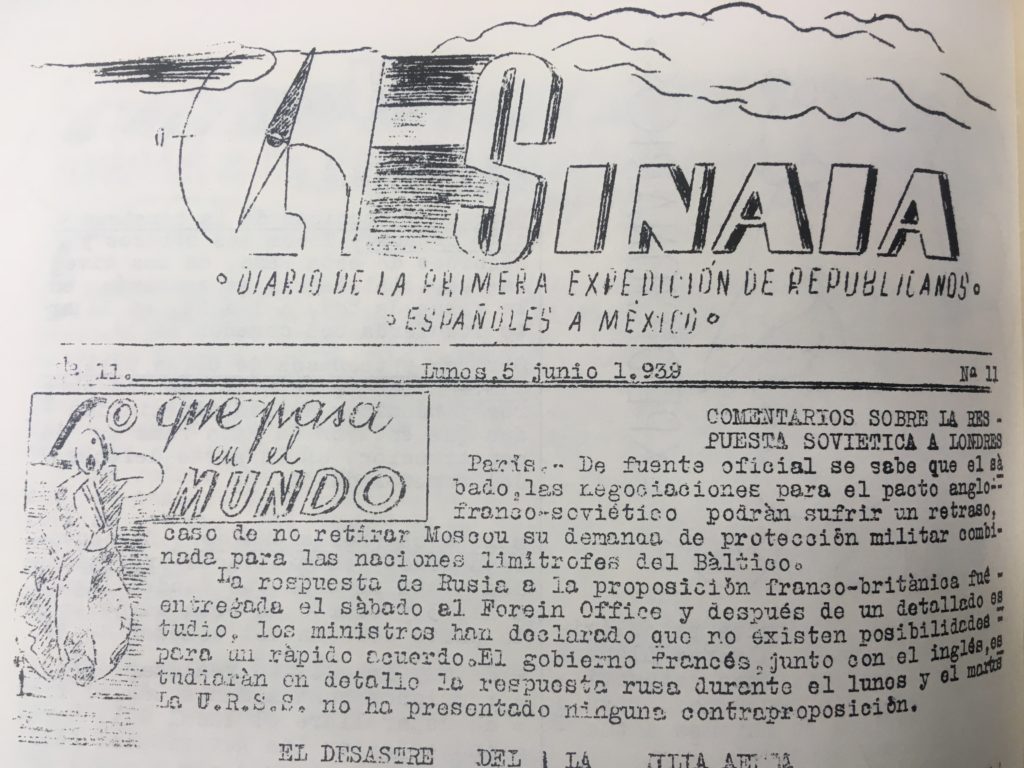 SINAIA
DIARIO DE LA PRIMERA EXPEDICIÓN DE REPUBLICANOS
ESPAÑOLES A MÉXICO
11. Lunes, 5 junio 1.939 Nº 11
Lo que pasa
en el
MUNDO
COMENTARIOS SOBRE LA RES-
PUESTA SOVIETICA A LONDRES
Paris.- De fuente oficial se sabe que el sà
bado, las negociaciones para el pacto anglo-
franco-soviético podràn sufrir un retraso,
caso de no retirar Moscou su demanda de protección militar combi-
nada para las naciones limitrofes del Bàltico.
La respuesta de Rusia a la proposición franco-britànica fué
entregada el sàbado al Forein Office y después de un detallado es
tudio, los ministros han declarado que no existen posibilidades
para un ràpido acuerdo. El gobierno francés, junto con el inglés, es
tudiaràn en detalle la respuesta rusa durante el lunes y el martes
La U.R.S.S. no ha presentado ninguna contraproposición.
EL DESASTRE DEL LA